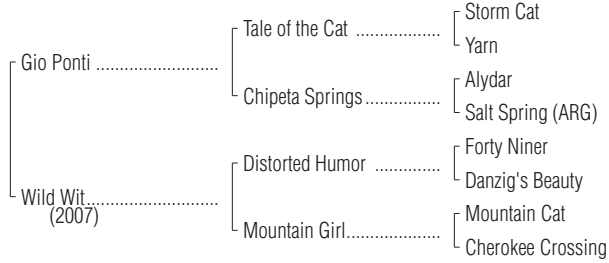 Storm Cat
Tale of the Cat ..................
Yarn
Gio Ponti ..........................
Alydar
Chipeta Springs................
Salt Spring (ARG)
Forty Niner
Distorted Humor ..............
Danzig's Beauty
Wild Wit............................
(2007)
Mountain Cat
Mountain Girl....................
Cherokee Crossing